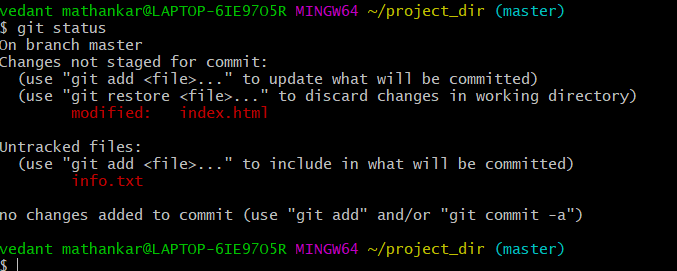 vedant mathankar@LAPTOP-6IE97O5R MINGW64 ~/project_dir (master)
$ git status
On branch master
Changes not staged for commit:
  (use "git add <file>..." to update what will be committed)
  (use "git restore <file>..." to discard changes in working directory)
        modified:   index.html

Untracked files:
  (use "git add <file>..." to include in what will be committed)
        info.txt

no changes added to commit (use "git add" and/or "git commit -a")

vedant mathankar@LAPTOP-6IE97O5R MINGW64 ~/project_dir (master)
$